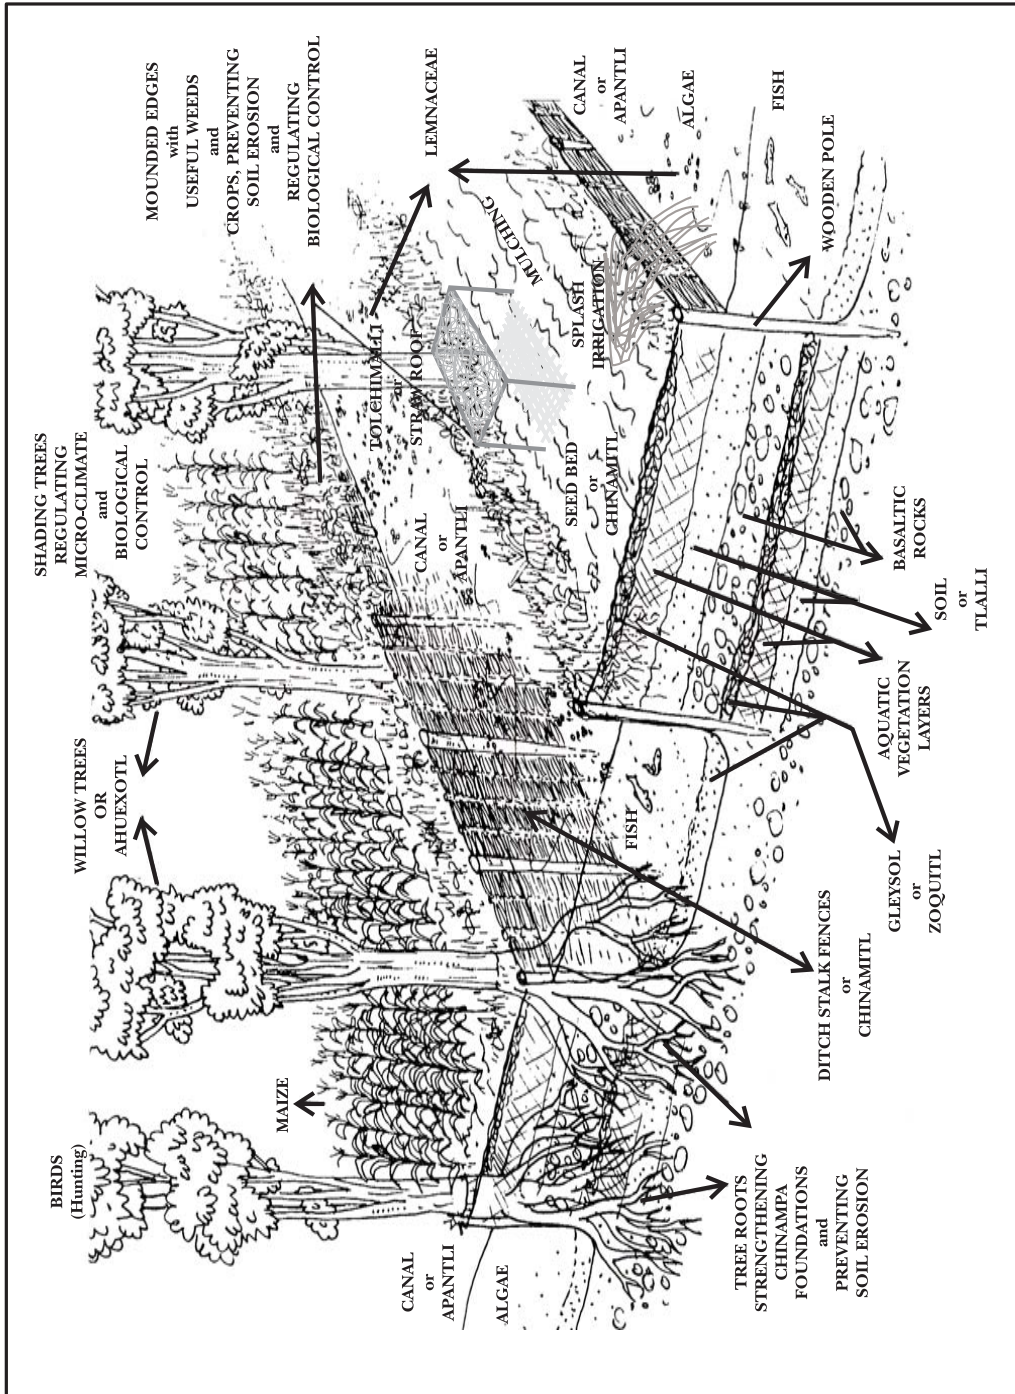 BIRDS
(Hunting)
WILLOW TREES
OR
AHUEXOTL
SHADING TREES
REGULATING
MICRO-CLIMATE
and
BIOLOGICAL
CONTROL
MOUNDED EDGES
with
USEFUL WEEDS
and
CROPS, PREVENTING
SOIL EROSION
and
REGULATING
BIOLOGICAL CONTROL
MAIZE
TOLCHIMALLI
or
STRAW ROOF
LEMNACEAE
CANAL
or
APANTLI
MULCHING
CANAL
or
APANTLI
ALGAE
FISH
SEED BED
or
CHINAMITL
SPLASH
IRRIGATION
WOODEN POLE
CANAL
or
APANTLI
ALGAE
FISH
TREE ROOTS
STRENGTHENING
CHINAMPA
FOUNDATIONS
and
PREVENTING
SOIL EROSION
DITCH STALK FENCES
or
CHINAMITL
GLEYSOL
or
ZOQUITL
AQUATIC
VEGETATION
LAYERS
SOIL
or
TLALLI
BASALTIC
ROCKS